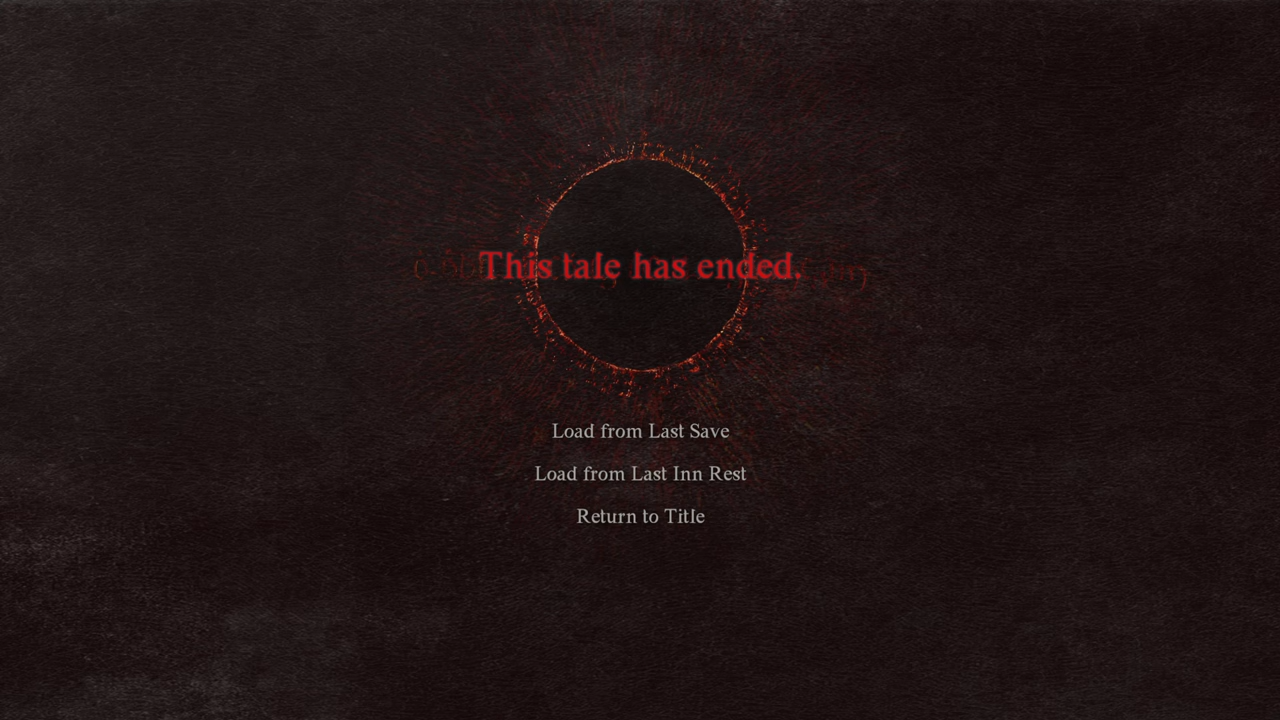 This tale has ended.
Load from Last Save
Load from Last Inn Rest
Return to Title